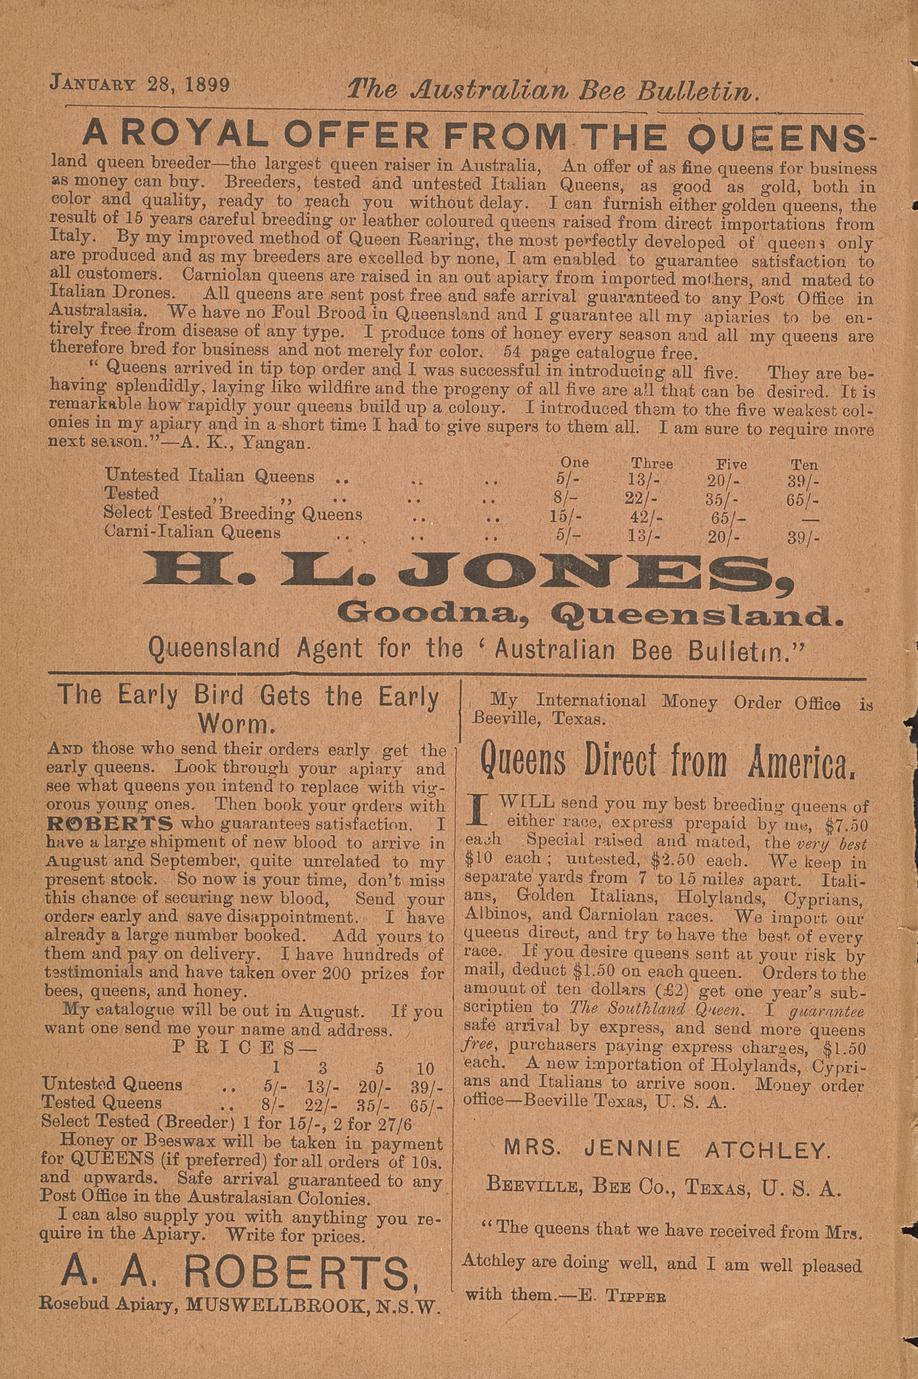 JANUARY 28, 1899 The Australian Bee Bulletin.
A ROYAL OFFER FROM THE QUEENS-
land queen breeder—the largest queen raiser in Australia, An offer of as fine queens for business
as money can buy. Breeders, tested and untested Italian Queens, as good as gold, both in
color and quality, ready to reach you without delay. I can furnish either golden queens, the
result of 15 years careful breeding or leather coloured queens raised from direct importations from
Italy. By my improved method of Queen Rearing, the most perfectly developed of queens only
are produced and as my breeders are excelled by none, I am enabled to guarantee satisfaction to
all customers. Carniolan queens are raised in an out apiary from imported mothers, and mated to
Italian Drones. All queens are sent post free and safe arrival guaranteed to any Post Office in
Australasia. We have no Foul Brood in Queensland and I guarantee all my apiaries to be en-
tirely free from disease of any type. I produce tons of honey every season and all my queens are
therefore bred for business and not merely for color. 54 page catalogue free.
“ Queens arrived in tip top order and I was successful in introducing all five. They are be-
having splendidly, laying like wildfire and the progeny of all five are all that can be desired. It is
remarkable how rapidly your queens build up a colony. I introduced them to the five weakest col-
onies in my apiary and in a short time I had to give supers to them all. I am sure to require more
next season.”—A. K., Yangan.
One Three Five Ten
Untested Italian Queens .. .. .. 5/- 13/- 20/- 39/-
Tested ,, ,, .. .. .. 8/- 22/- 35/- 65/-
Select Tested Breeding Queens .. .. 15/- 42/- 65/- —
Carni-Italian Queens .. .. .. 5/- 13/- 20/- 39/-
H. L. JONES,
Goodna, Queensland.
Queensland Agent for the ‘ Australian Bee Bulletin.”
The Early Bird Gets the Early
Worm.
AND those who send their orders early get the
early queens. Look through your apiary and
see what queens you intend to replace with vig-
orous young ones. Then book your orders with
ROBERTS who guarantees satisfaction. I
have a large shipment of new blood to arrive in
August and September, quite unrelated to my
present stock. So now is your time, don’t miss
this chance of securing new blood, Send your
orders early and save disappointment. I have
already a large number booked. Add yours to
them and pay on delivery. I have hundreds of
testimonials and have taken over 200 prizes for
bees, queens, and honey.
My catalogue will be out in August. If you
want one send me your name and address.
PRICES—
1 3 5 10
Untested Queens .. 5/- 13/- 20/- 39/-
Tested Queens .. 8/- 22/- 35/- 65/-
Select Tested (Breeder) 1 for 15/-, 2 for 27/6
Honey or Beeswax will be taken in payment
for QUEENS (if preferred) for all orders of 10s.
and upwards. Safe arrival guaranteed to any
Post Office in the Australasian Colonies.
I can also supply you with anything you re-
quire in the Apiary. Write for prices.
A. A. ROBERTS,
Rosebud Apiary, MUSWELLBROOK, N.S.W.
My International Money Order Office is
Beeville, Texas.
Queens Direct from America.
I WILL send you my best breeding queens of
either race, express prepaid by me, $7.50
each Special raised and mated, the very best
$10 each ; untested, $2.50 each. We keep in
separate yards from 7 to 15 miles apart. Itali-
ans, Golden Italians, Holylands, Cyprians,
Albinos, and Carniolan races. We import our
queens direct, and try to have the best of every
race. If you desire queens sent at your risk by
mail, deduct $1.50 on each queen. Orders to the
amount of ten dollars (£2) get one year’s sub-
scriptien to The Southland Queen. I guarantee
safe arrival by express, and send more queens
free, purchasers paying express charges, $1.50
each. A new importation of Holylands, Cypri-
ans and Italians to arrive soon. Money order
office—Beeville Texas, U. S. A.
MRS. JENNIE ATCHLEY.
BEEVILLE, BEE CO., TEXAS, U. S. A.
“The queens that we have received from Mrs.
Atchley are doing well, and I am well pleased
with them.—E. TIPPER